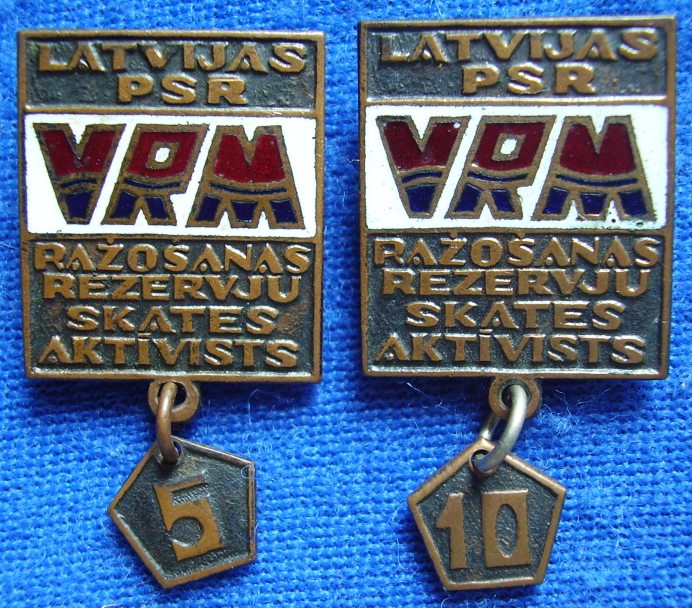 LATVIJAS
PSR
VRM
RAŽOŠANAS
REZERVJU
SKATES
AKTĪVISTS
5
LATVIJAS
PSR
VRM
RAŽOŠANAS
REZERVJU
SKATES
AKTĪVISTS
10